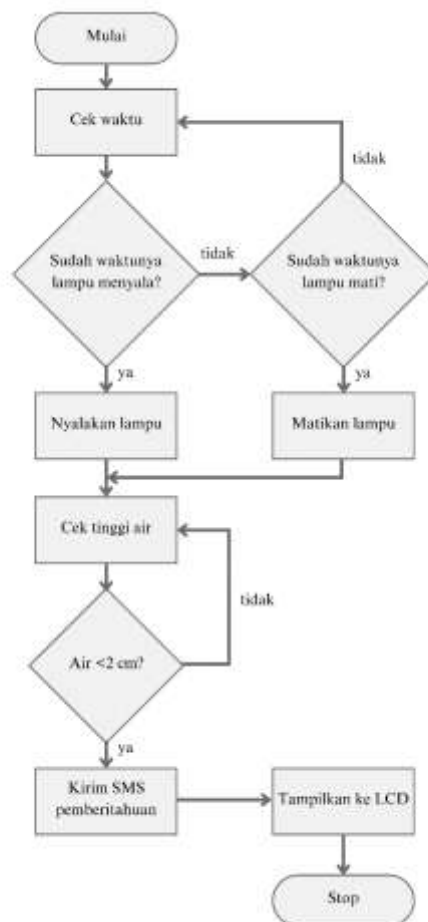 Mulai
Cek waktu
tidak
Sudah waktunya
lampu menyala?
tidak
Sudah waktunya
lampu mati?
ya
ya
Nyalakan lampu
Matikan lampu
Cek tinggi air
tidak
Air <2 cm?
ya
Kirim SMS
pemberitahuan
Tampilkan ke LCD
Stop